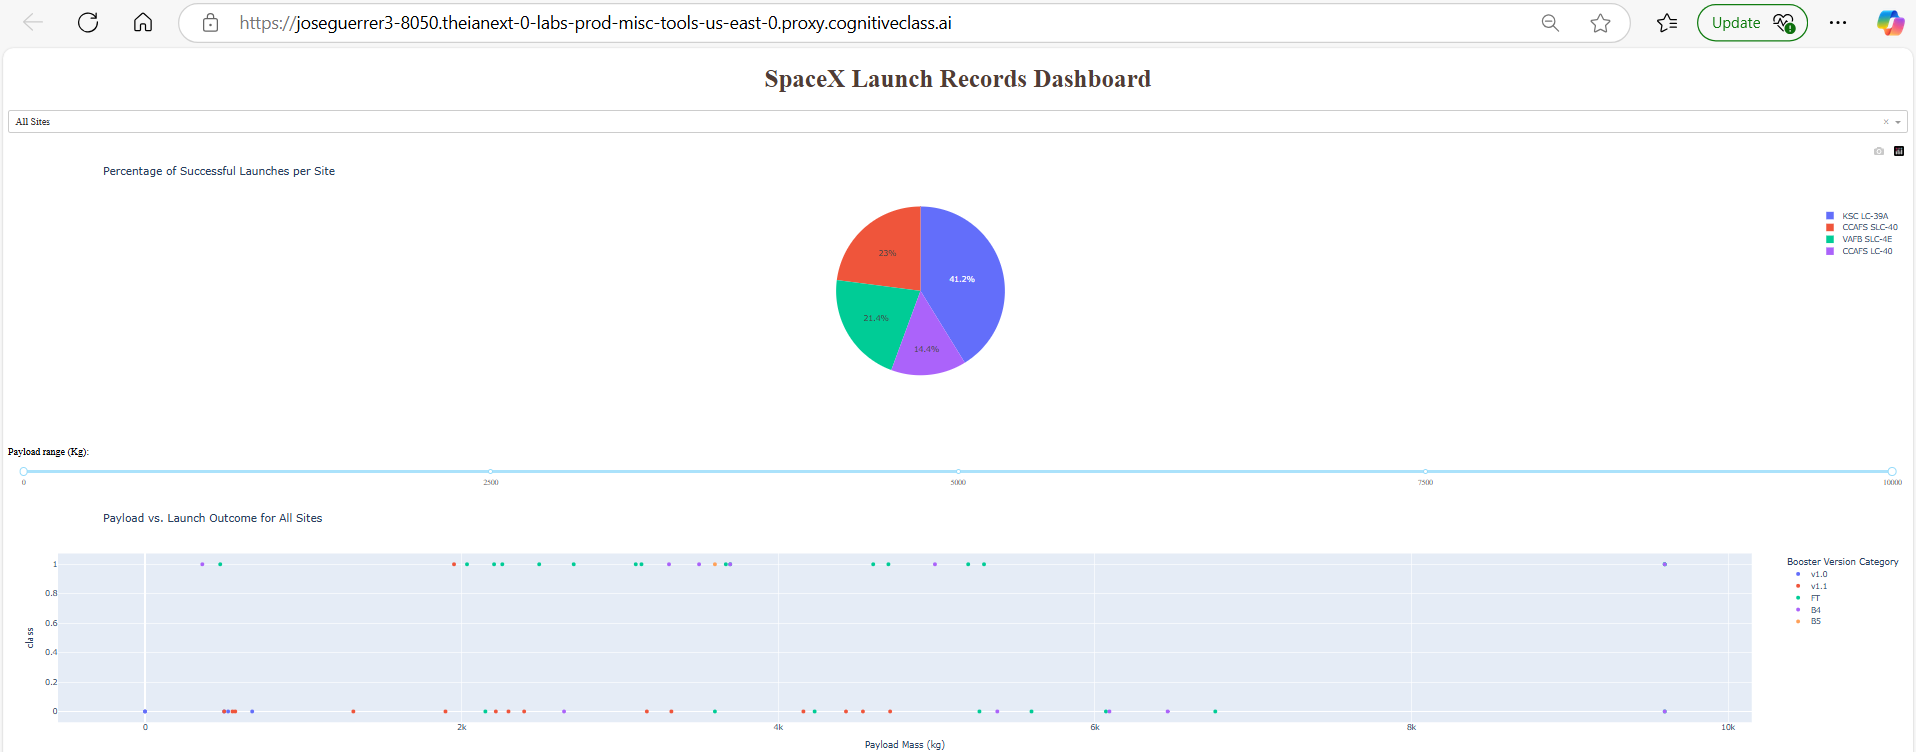 https://joseguerrer3-8050.theianext-0-labs-prod-misc-tools-us-east-0.proxy.cognitiveclass.ai
Update
SpaceX Launch Records Dashboard
All Sites
Percentage of Successful Launches per Site
KSC LC-39A
CCAFS SLC-40
VAFB SLC-4E
CCAFS LC-40
23%
41.2%
21.4%
14.4%
Payload range (Kg):
0 2500 5000 7500 10000
Payload vs. Launch Outcome for All Sites
Booster Version Category
v1.0
v1.1
FT
B4
B5
1
0.8
0.6
0.4
0.2
0
class
0 2k 4k 6k 8k 10k
Payload Mass (kg)